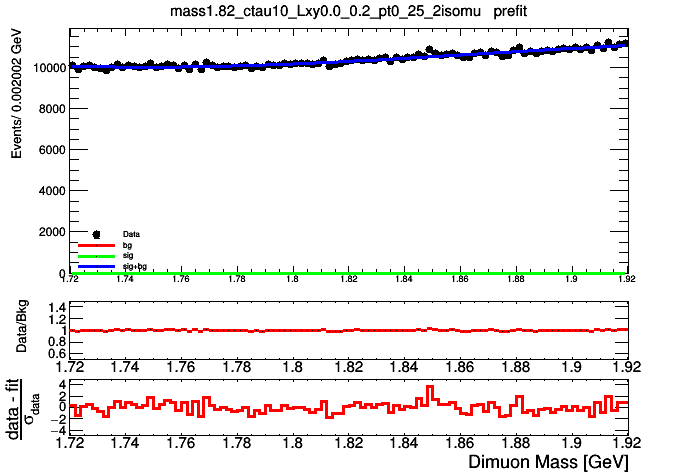 mass1.82_ctau10_Lxy0.0_0.2_pt0_25_2isomu prefit
Events/ 0.002002 GeV
10000
8000
6000
4000
2000
0
Data
bg
sig
sig+bg
1.72 1.74 1.76 1.78 1.8 1.82 1.84 1.86 1.88 1.9 1.92
Data/Bkg
1.4
1.2
1
0.8
0.6
1.72 1.74 1.76 1.78 1.8 1.82 1.84 1.86 1.88 1.9 1.92
data - fit
σdata
4
2
0
−2
−4
1.72 1.74 1.76 1.78 1.8 1.82 1.84 1.86 1.88 1.9 1.92
Dimuon Mass [GeV]